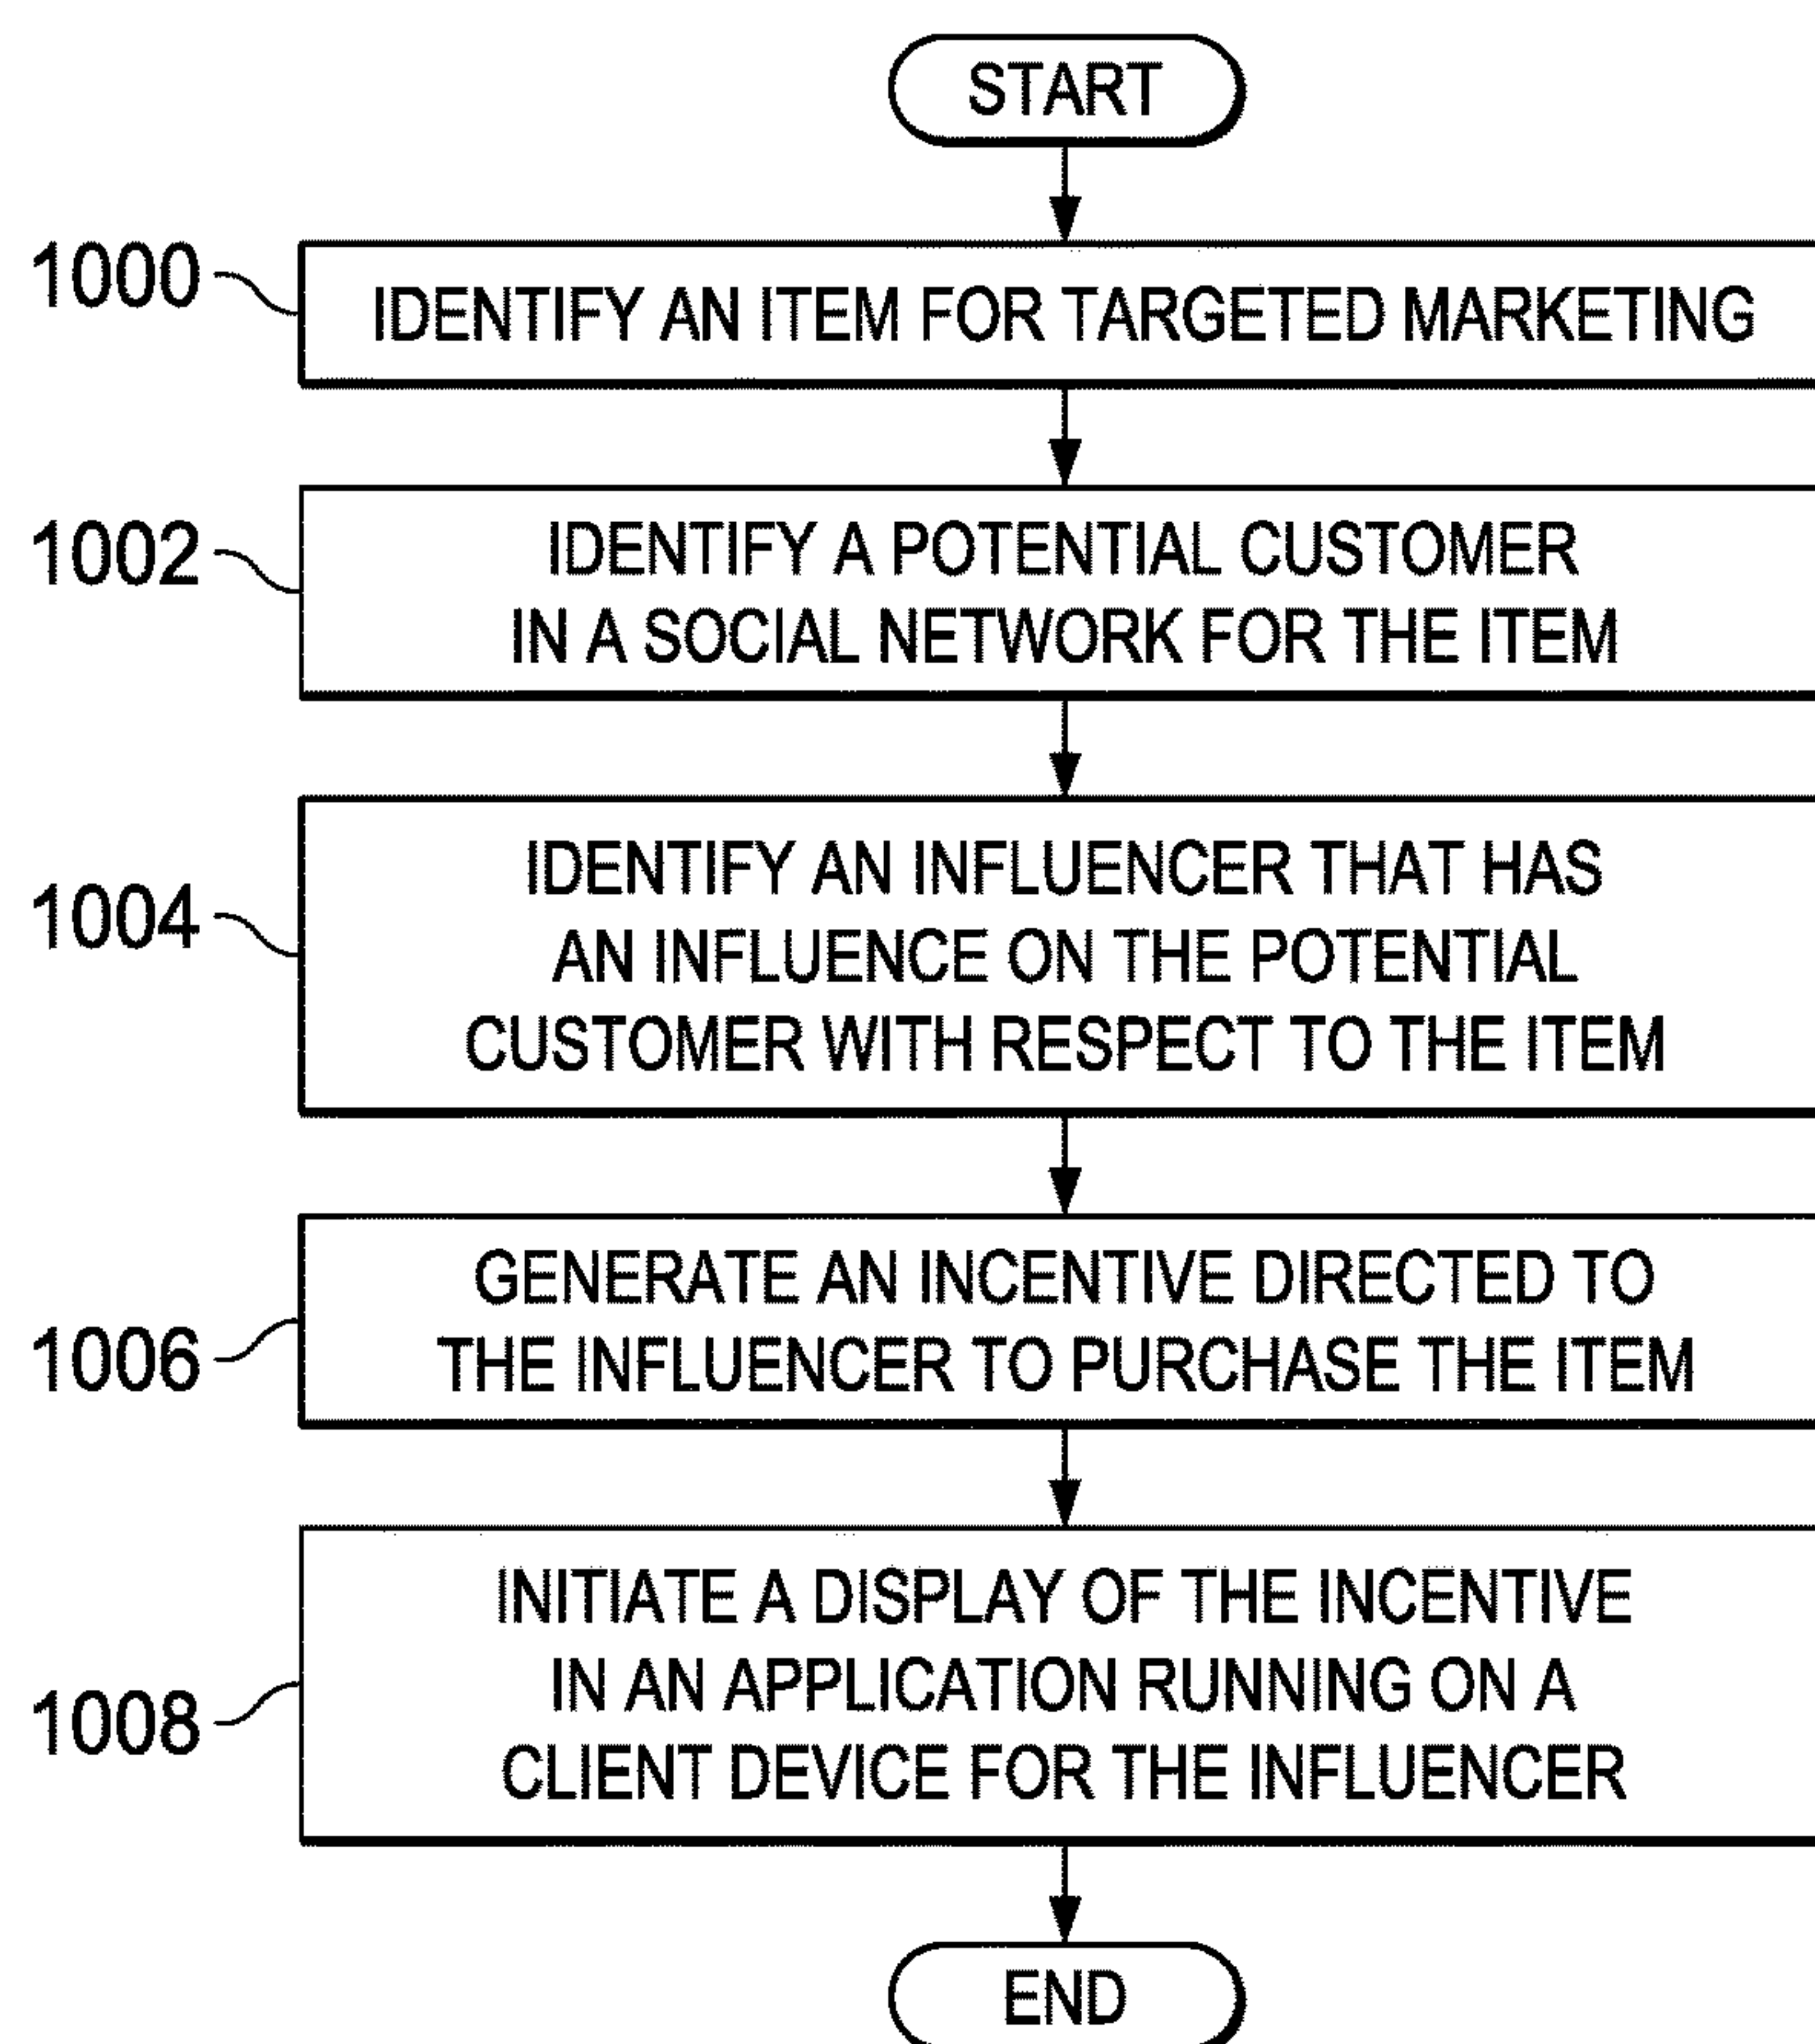 START
1000
IDENTIFY AN ITEM FOR TARGETED MARKETING
1002
IDENTIFY A POTENTIAL CUSTOMER
IN A SOCIAL NETWORK FOR THE ITEM
1004
IDENTIFY AN INFLUENCER THAT HAS
AN INFLUENCE ON THE POTENTIAL
CUSTOMER WITH RESPECT TO THE ITEM
1006
GENERATE AN INCENTIVE DIRECTED TO
THE INFLUENCER TO PURCHASE THE ITEM
1008
INITIATE A DISPLAY OF THE INCENTIVE
IN AN APPLICATION RUNNING ON A
CLIENT DEVICE FOR THE INFLUENCER
END